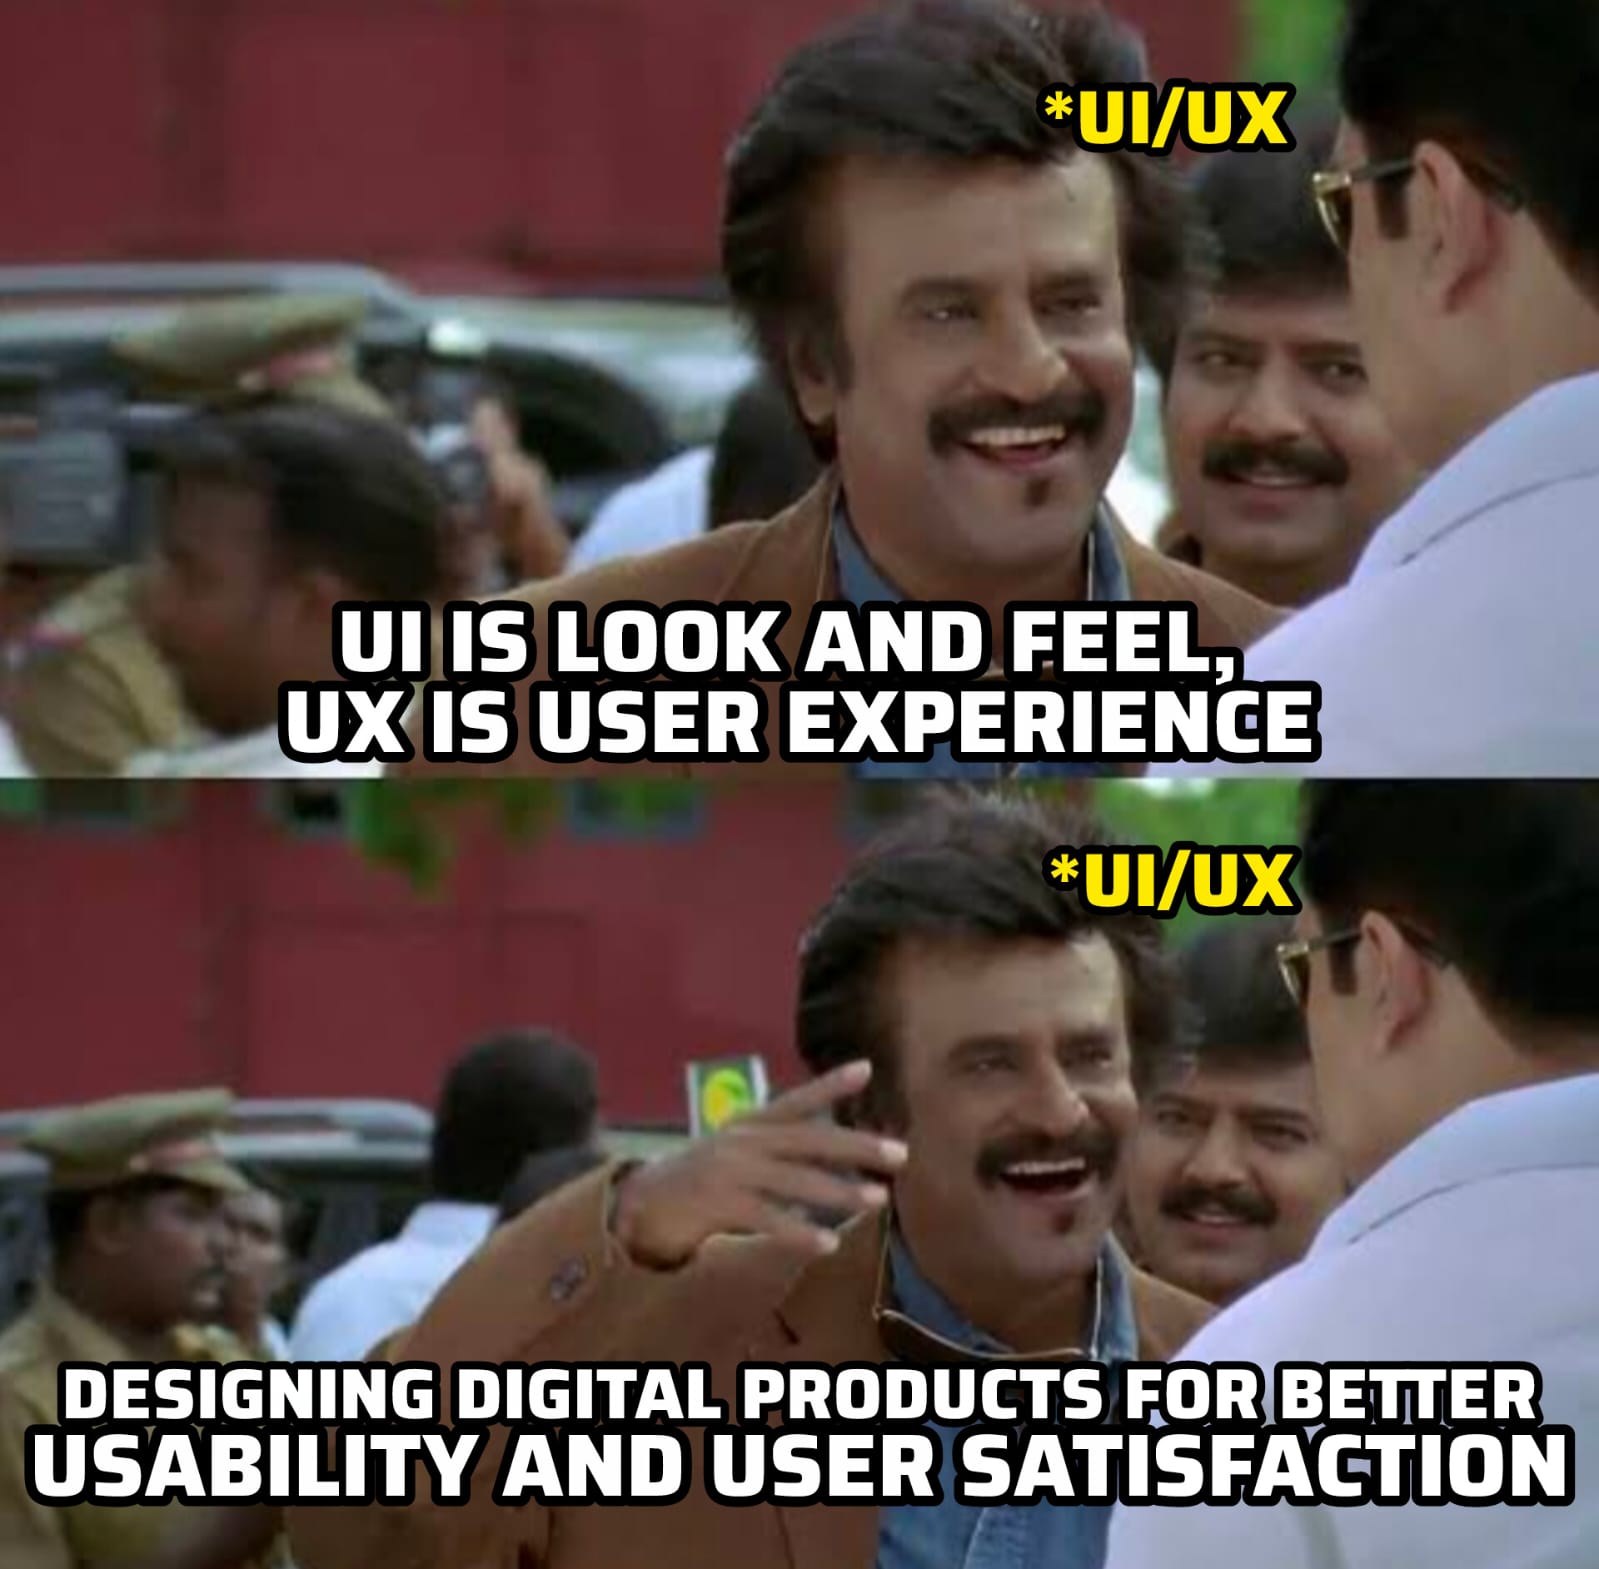 *UI/UX
UI IS LOOK AND FEEL,
UX IS USER EXPERIENCE
*UI/UX
DESIGNING DIGITAL PRODUCTS FOR BETTER
USABILITY AND USER SATISFACTION